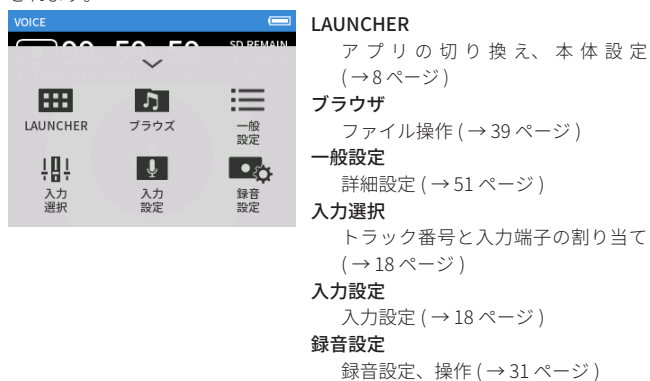 VOICE
LAUNCHER
ブラウズ
一般
設定
入力
選択
入力
設定
録音
設定
LAUNCHER
アプリの切り換え、本体設定
(→8 ページ)
ブラウザ
ファイル操作 ( → 39 ページ )
一般設定
詳細設定 ( → 51 ページ )
入力選択
トラック番号と入力端子の割り当て
( → 18 ページ )
入力設定
入力設定 ( → 18 ページ )
録音設定
録音設定、操作 ( → 31 ページ )